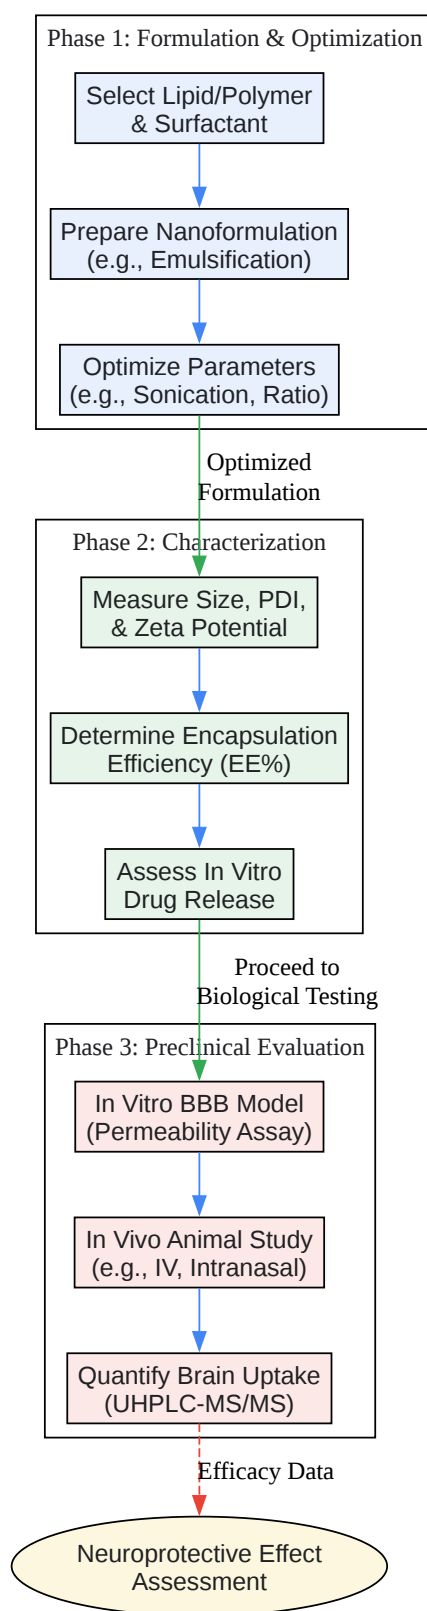 Phase 1: Formulation & Optimization
Select Lipid/Polymer
& Surfactant
Prepare Nanoformulation
(e.g., Emulsification)
Optimize Parameters
(e.g., Sonication, Ratio)
Optimized
Formulation
Phase 2: Characterization
Measure Size, PDI,
& Zeta Potential
Determine Encapsulation
Efficiency (EE%)
Assess In Vitro
Drug Release
Proceed to
Biological Testing
Phase 3: Preclinical Evaluation
In Vitro BBB Model
(Permeability Assay)
In Vivo Animal Study
(e.g., IV, Intranasal)
Quantify Brain Uptake
(UHPLC-MS/MS)
Efficacy Data
Neuroprotective Effect
Assessment